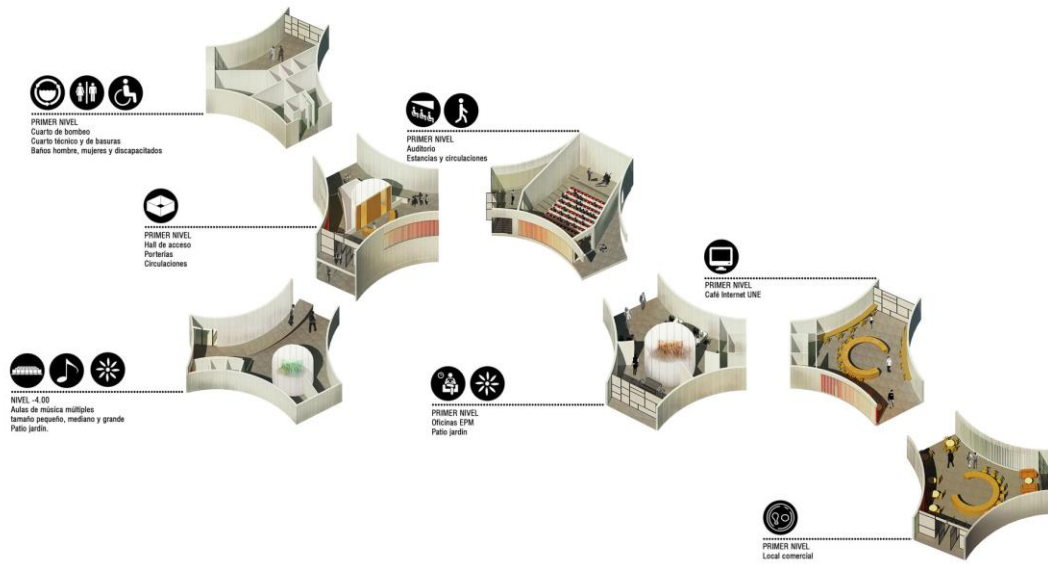 PRIMER NIVEL
Cuarto de bombeo
Cuarto técnico y de basuras
Baños hombre, mujeres y discapacitados
PRIMER NIVEL
Auditorio
Estancias y circulaciones
PRIMER NIVEL
Hall de acceso
Porterias
Circulaciones
PRIMER NIVEL
Café Internet UNE
NIVEL -4.00
Aulas de música múltiples
tamaño pequeño, mediano y grande
Patio jardín.
PRIMER NIVEL
Oficinas EPM
Patio jardín
PRIMER NIVEL
Local comercial